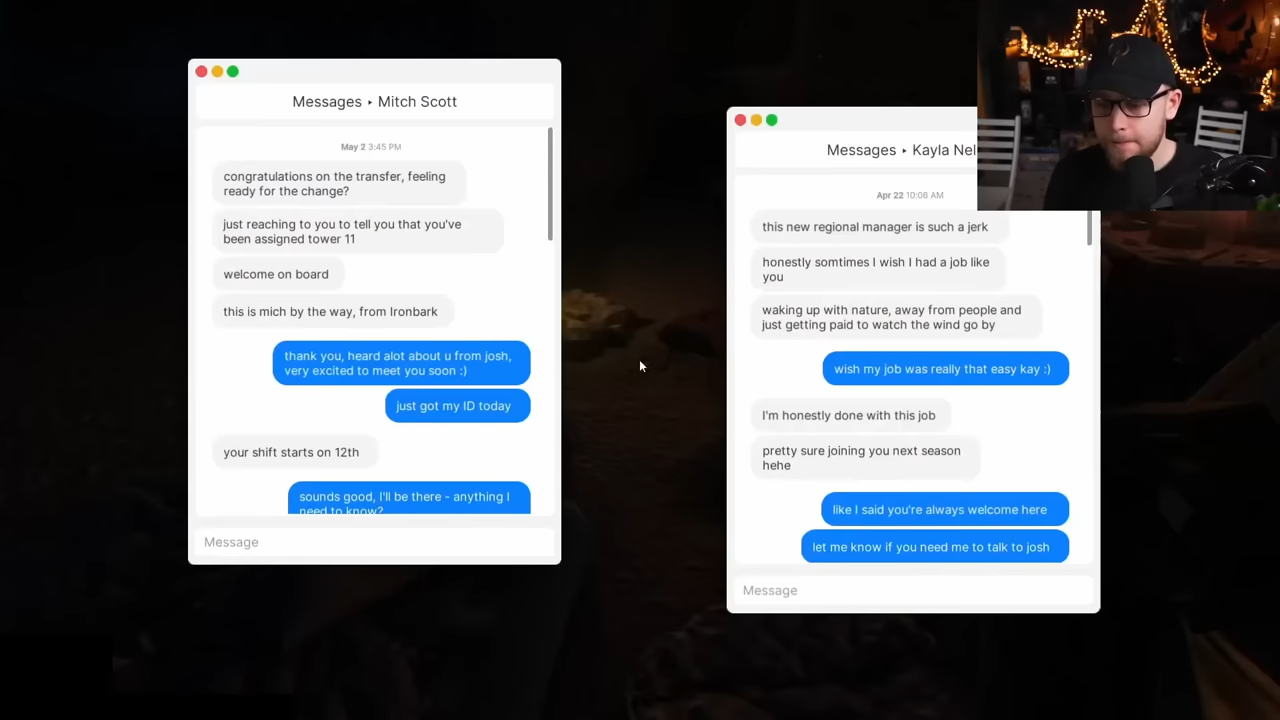 Messages ‣ Mitch Scott
May 2 3:45 PM
congratulations on the transfer, feeling
ready for the change?
just reaching to you to tell you that you've
been assigned tower 11
welcome on board
this is mich by the way, from Ironbark
thank you, heard alot about u from josh,
very excited to meet you soon :)
just got my ID today
your shift starts on 12th
sounds good, I'll be there - anything I
need to know?
Message
Messages ‣ Kayla Nel
Apr 22 10:06 AM
this new regional manager is such a jerk
honestly somtimes I wish I had a job like
you
waking up with nature, away from people and
just getting paid to watch the wind go by
wish my job was really that easy kay :)
I'm honestly done with this job
pretty sure joining you next season
hehe
like I said you're always welcome here
let me know if you need me to talk to josh
Message